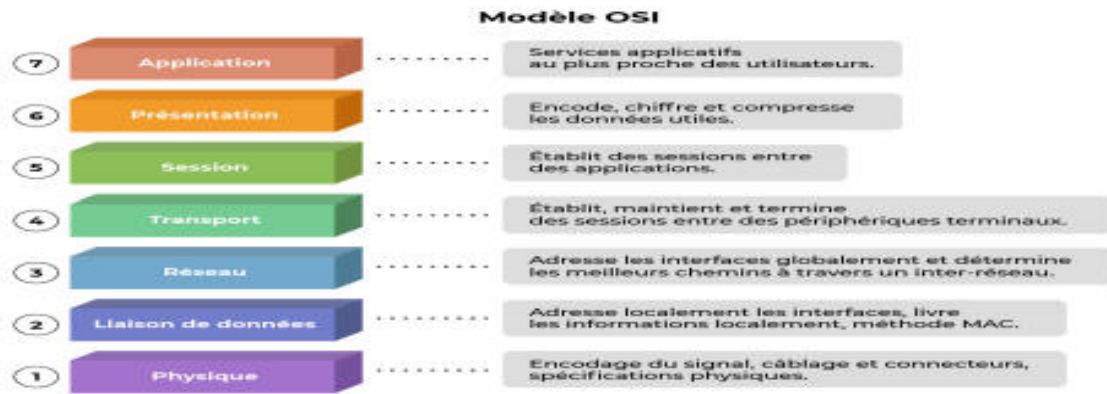 Modèle OSI
7
Application
Services applicatifs
au plus proche des utilisateurs.
6
Présentation
Encode, chiffre et compresse
les données utiles.
5
Session
Établit des sessions entre
des applications.
4
Transport
Établit, maintient et termine
des sessions entre des périphériques terminaux.
3
Réseau
Adresse les interfaces globalement et détermine
les meilleurs chemins à travers un inter-réseau.
2
Liaison de données
Adresse localement les interfaces, livre
les informations localement, méthode MAC.
1
Physique
Encodage du signal, câblage et connecteurs,
spécifications physiques.